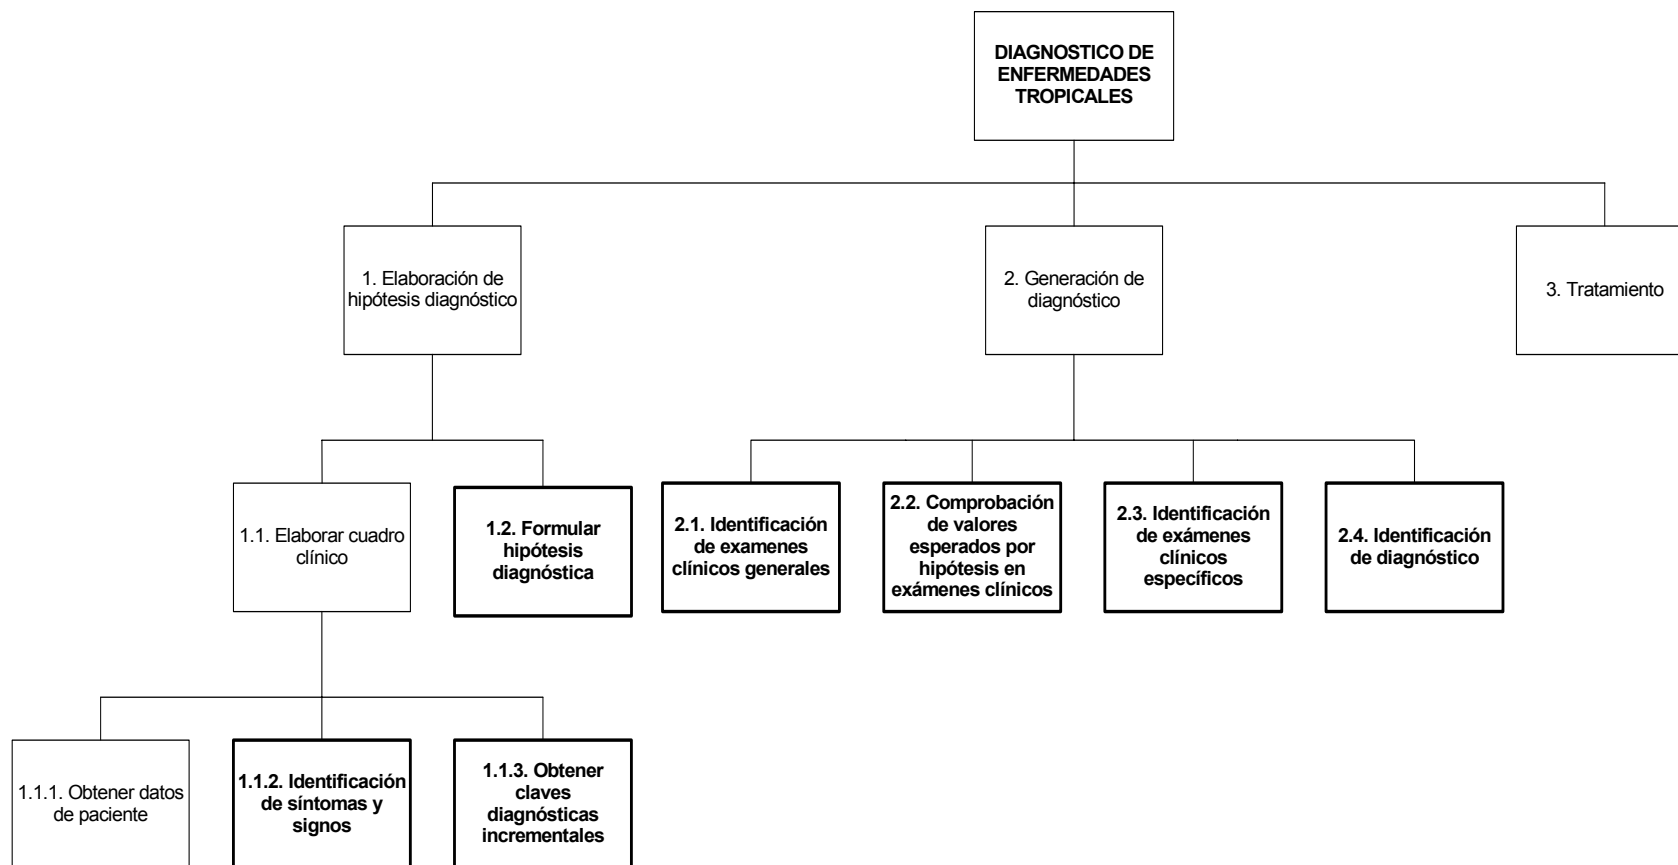 DIAGNOSTICO DE
ENFERMEDADES
TROPICALES
1. Elaboración de
hipótesis diagnóstico
2. Generación de
diagnóstico
3. Tratamiento
1.1. Elaborar cuadro
clínico
1.2. Formular
hipótesis
diagnóstica
2.1. Identificación
de examenes
clínicos generales
2.2. Comprobación
de valores
esperados por
hipótesis en
exámenes clínicos
2.3. Identificación
de exámenes
clínicos
específicos
2.4. Identificación
de diagnóstico
1.1.1. Obtener datos
de paciente
1.1.2. Identificación
de síntomas y
signos
1.1.3. Obtener
claves
diagnósticas
incrementales